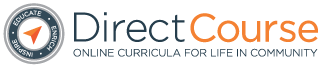 EDUCATE
ENRICH
INSPIRE
DirectCourse
ONLINE CURRICULA FOR LIFE IN COMMUNITY